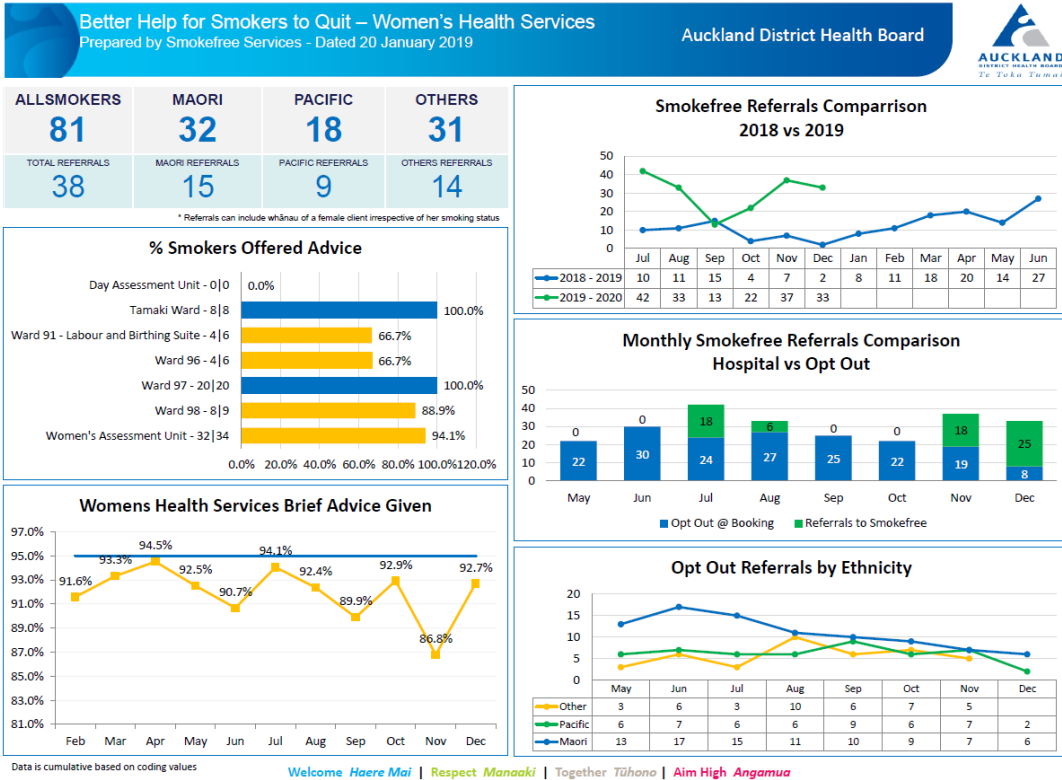 Better Help for Smokers to Quit – Women's Health Services
Prepared by Smokefree Services - Dated 20 January 2019
Auckland District Health Board
AUCKLAND
DISTRICT HEALTH BOARD
Te Toka Tumai
ALLSMOKERS MAORI PACIFIC OTHERS
81 32 18 31
TOTAL REFERRALS MAORI REFERRALS PACIFIC REFERRALS OTHERS REFERRALS
38 15 9 14
* Referrals can include whānau of a female client irrespective of her smoking status
% Smokers Offered Advice
Day Assessment Unit - 0|0 0.0%
Tamaki Ward - 8|8 100.0%
Ward 91 - Labour and Birthing Suite - 4|6 66.7%
Ward 96 - 4|6 66.7%
Ward 97 - 20|20 100.0%
Ward 98 - 8|9 88.9%
Women's Assessment Unit - 32|34 94.1%
0.0% 20.0% 40.0% 60.0% 80.0% 100.0% 120.0%
Womens Health Services Brief Advice Given
97.0%
95.0%
93.0%
91.0%
89.0%
87.0%
85.0%
83.0%
81.0%
91.6% 93.3% 94.5% 92.5% 90.7% 94.1% 92.4% 89.9% 92.9% 86.8% 92.7%
Feb Mar Apr May Jun Jul Aug Sep Oct Nov Dec
Smokefree Referrals Comparrison
2018 vs 2019
50
40
30
20
10
0
Jul Aug Sep Oct Nov Dec Jan Feb Mar Apr May Jun
2018 - 2019 10 11 15 4 7 2 8 11 18 20 14 27
2019 - 2020 42 33 13 22 37 33
Monthly Smokefree Referrals Comparison
Hospital vs Opt Out
50
40
30
20
10
0
0 0 18 6 0 0 18 25
22 30 24 27 25 22 19 8
May Jun Jul Aug Sep Oct Nov Dec
Opt Out @ Booking Referrals to Smokefree
Opt Out Referrals by Ethnicity
20
15
10
5
0
May Jun Jul Aug Sep Oct Nov Dec
Other 3 6 3 10 6 7 5
Pacific 6 7 6 6 9 6 7 2
Maori 13 17 15 11 10 9 7 6
Data is cumulative based on coding values
Welcome Haere Mai | Respect Manaaki | Together Tūhono | Aim High Angamua